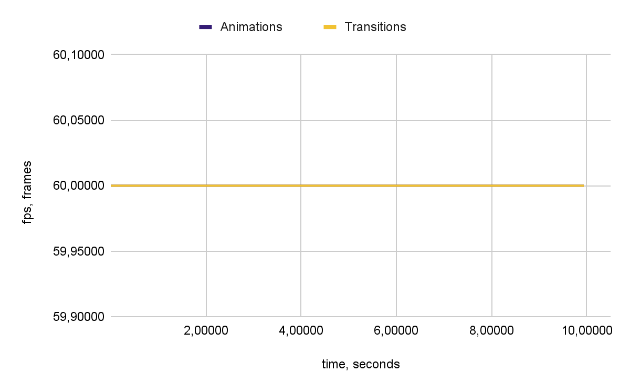 Animations Transitions
60,10000
60,05000
60,00000
59,95000
59,90000
fps, frames
2,00000 4,00000 6,00000 8,00000 10,00000
time, seconds